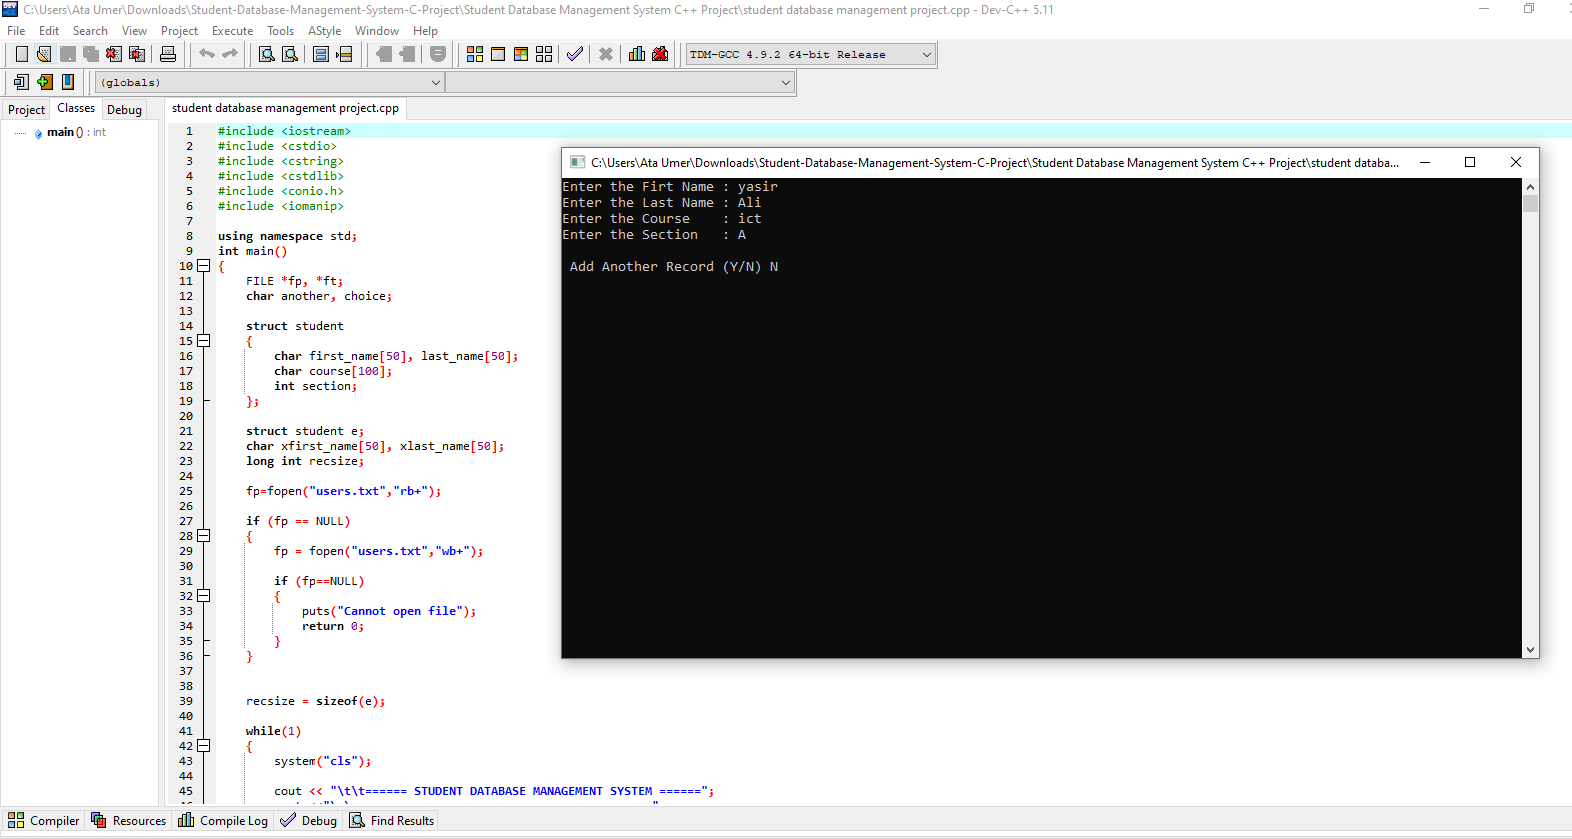 C:\Users\Ata Umer\Downloads\Student-Database-Management-System-C-Project\Student Database Management System C++ Project\student database management project.cpp - Dev-C++ 5.11
File Edit Search View Project Execute Tools AStyle Window Help
TDM-GCC 4.9.2 64-bit Release
(globals)
Project Classes Debug
student database management project.cpp
main () : int
1 #include <iostream>
2 #include <cstdio>
3 #include <cstring>
4 #include <cstdlib>
5 #include <conio.h>
6 #include <iomanip>
7
8 using namespace std;
9 int main()
10 {
11 FILE *fp, *ft;
12 char another, choice;
13
14 struct student
15 {
16 char first_name[50], last_name[50];
17 char course[100];
18 int section;
19 };
20
21 struct student e;
22 char xfirst_name[50], xlast_name[50];
23 long int recsize;
24
25 fp=fopen("users.txt","rb+");
26
27 if (fp == NULL)
28 {
29 fp = fopen("users.txt","wb+");
30
31 if (fp==NULL)
32 {
33 puts("Cannot open file");
34 return 0;
35 }
36 }
37
38
39 recsize = sizeof(e);
40
41 while(1)
42 {
43 system("cls");
44
45 cout << "\t\t====== STUDENT DATABASE MANAGEMENT SYSTEM ======";
C:\Users\Ata Umer\Downloads\Student-Database-Management-System-C-Project\Student Database Management System C++ Project\student databa...
Enter the Firt Name : yasir
Enter the Last Name : Ali
Enter the Course : ict
Enter the Section : A
Add Another Record (Y/N) N
Compiler Resources Compile Log Debug Find Results